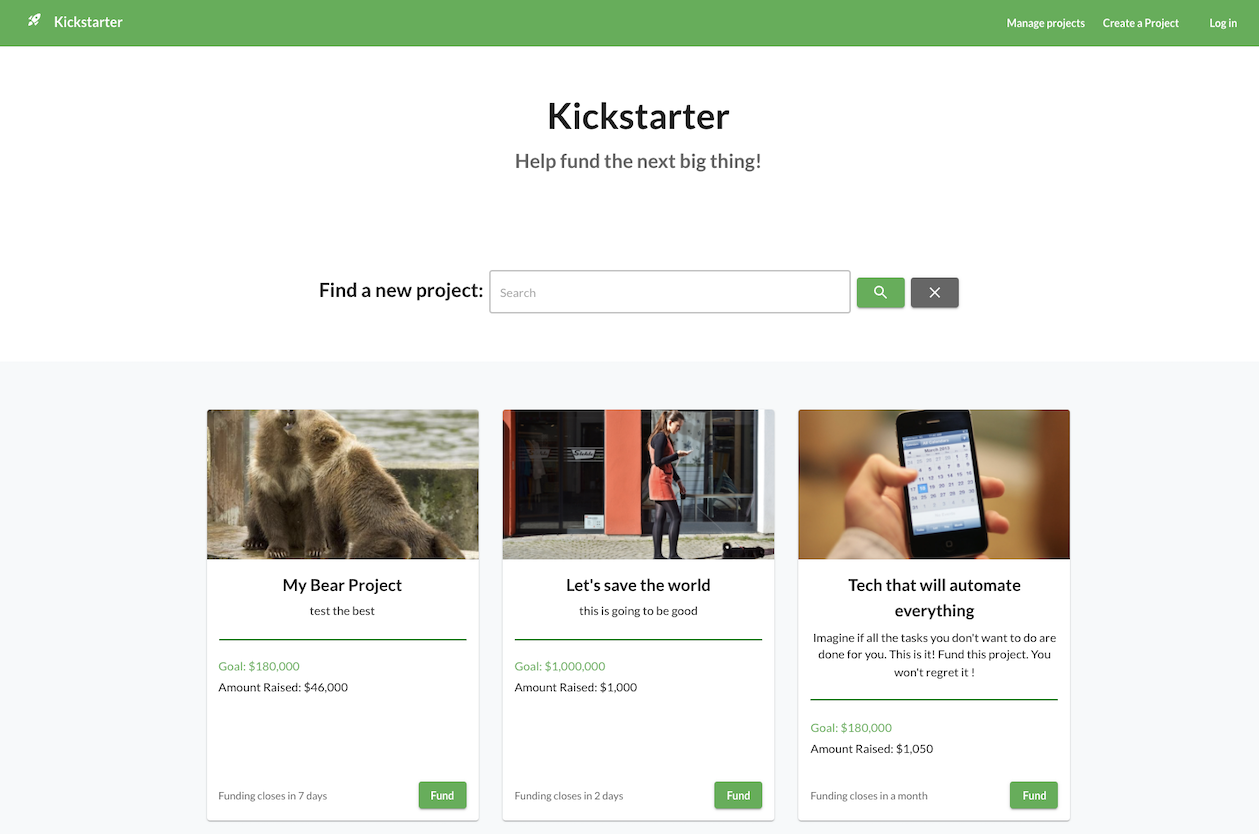 Kickstarter
Manage projects
Create a Project
Log in
Kickstarter
Help fund the next big thing!
Find a new project:
Search
March 2013
My Bear Project
test the best
Goal: $180,000
Amount Raised: $46,000
Funding closes in 7 days
Fund
Let's save the world
this is going to be good
Goal: $1,000,000
Amount Raised: $1,000
Funding closes in 2 days
Fund
Tech that will automate
everything
Imagine if all the tasks you don't want to do are
done for you. This is it! Fund this project. You
won't regret it !
Goal: $180,000
Amount Raised: $1,050
Funding closes in a month
Fund